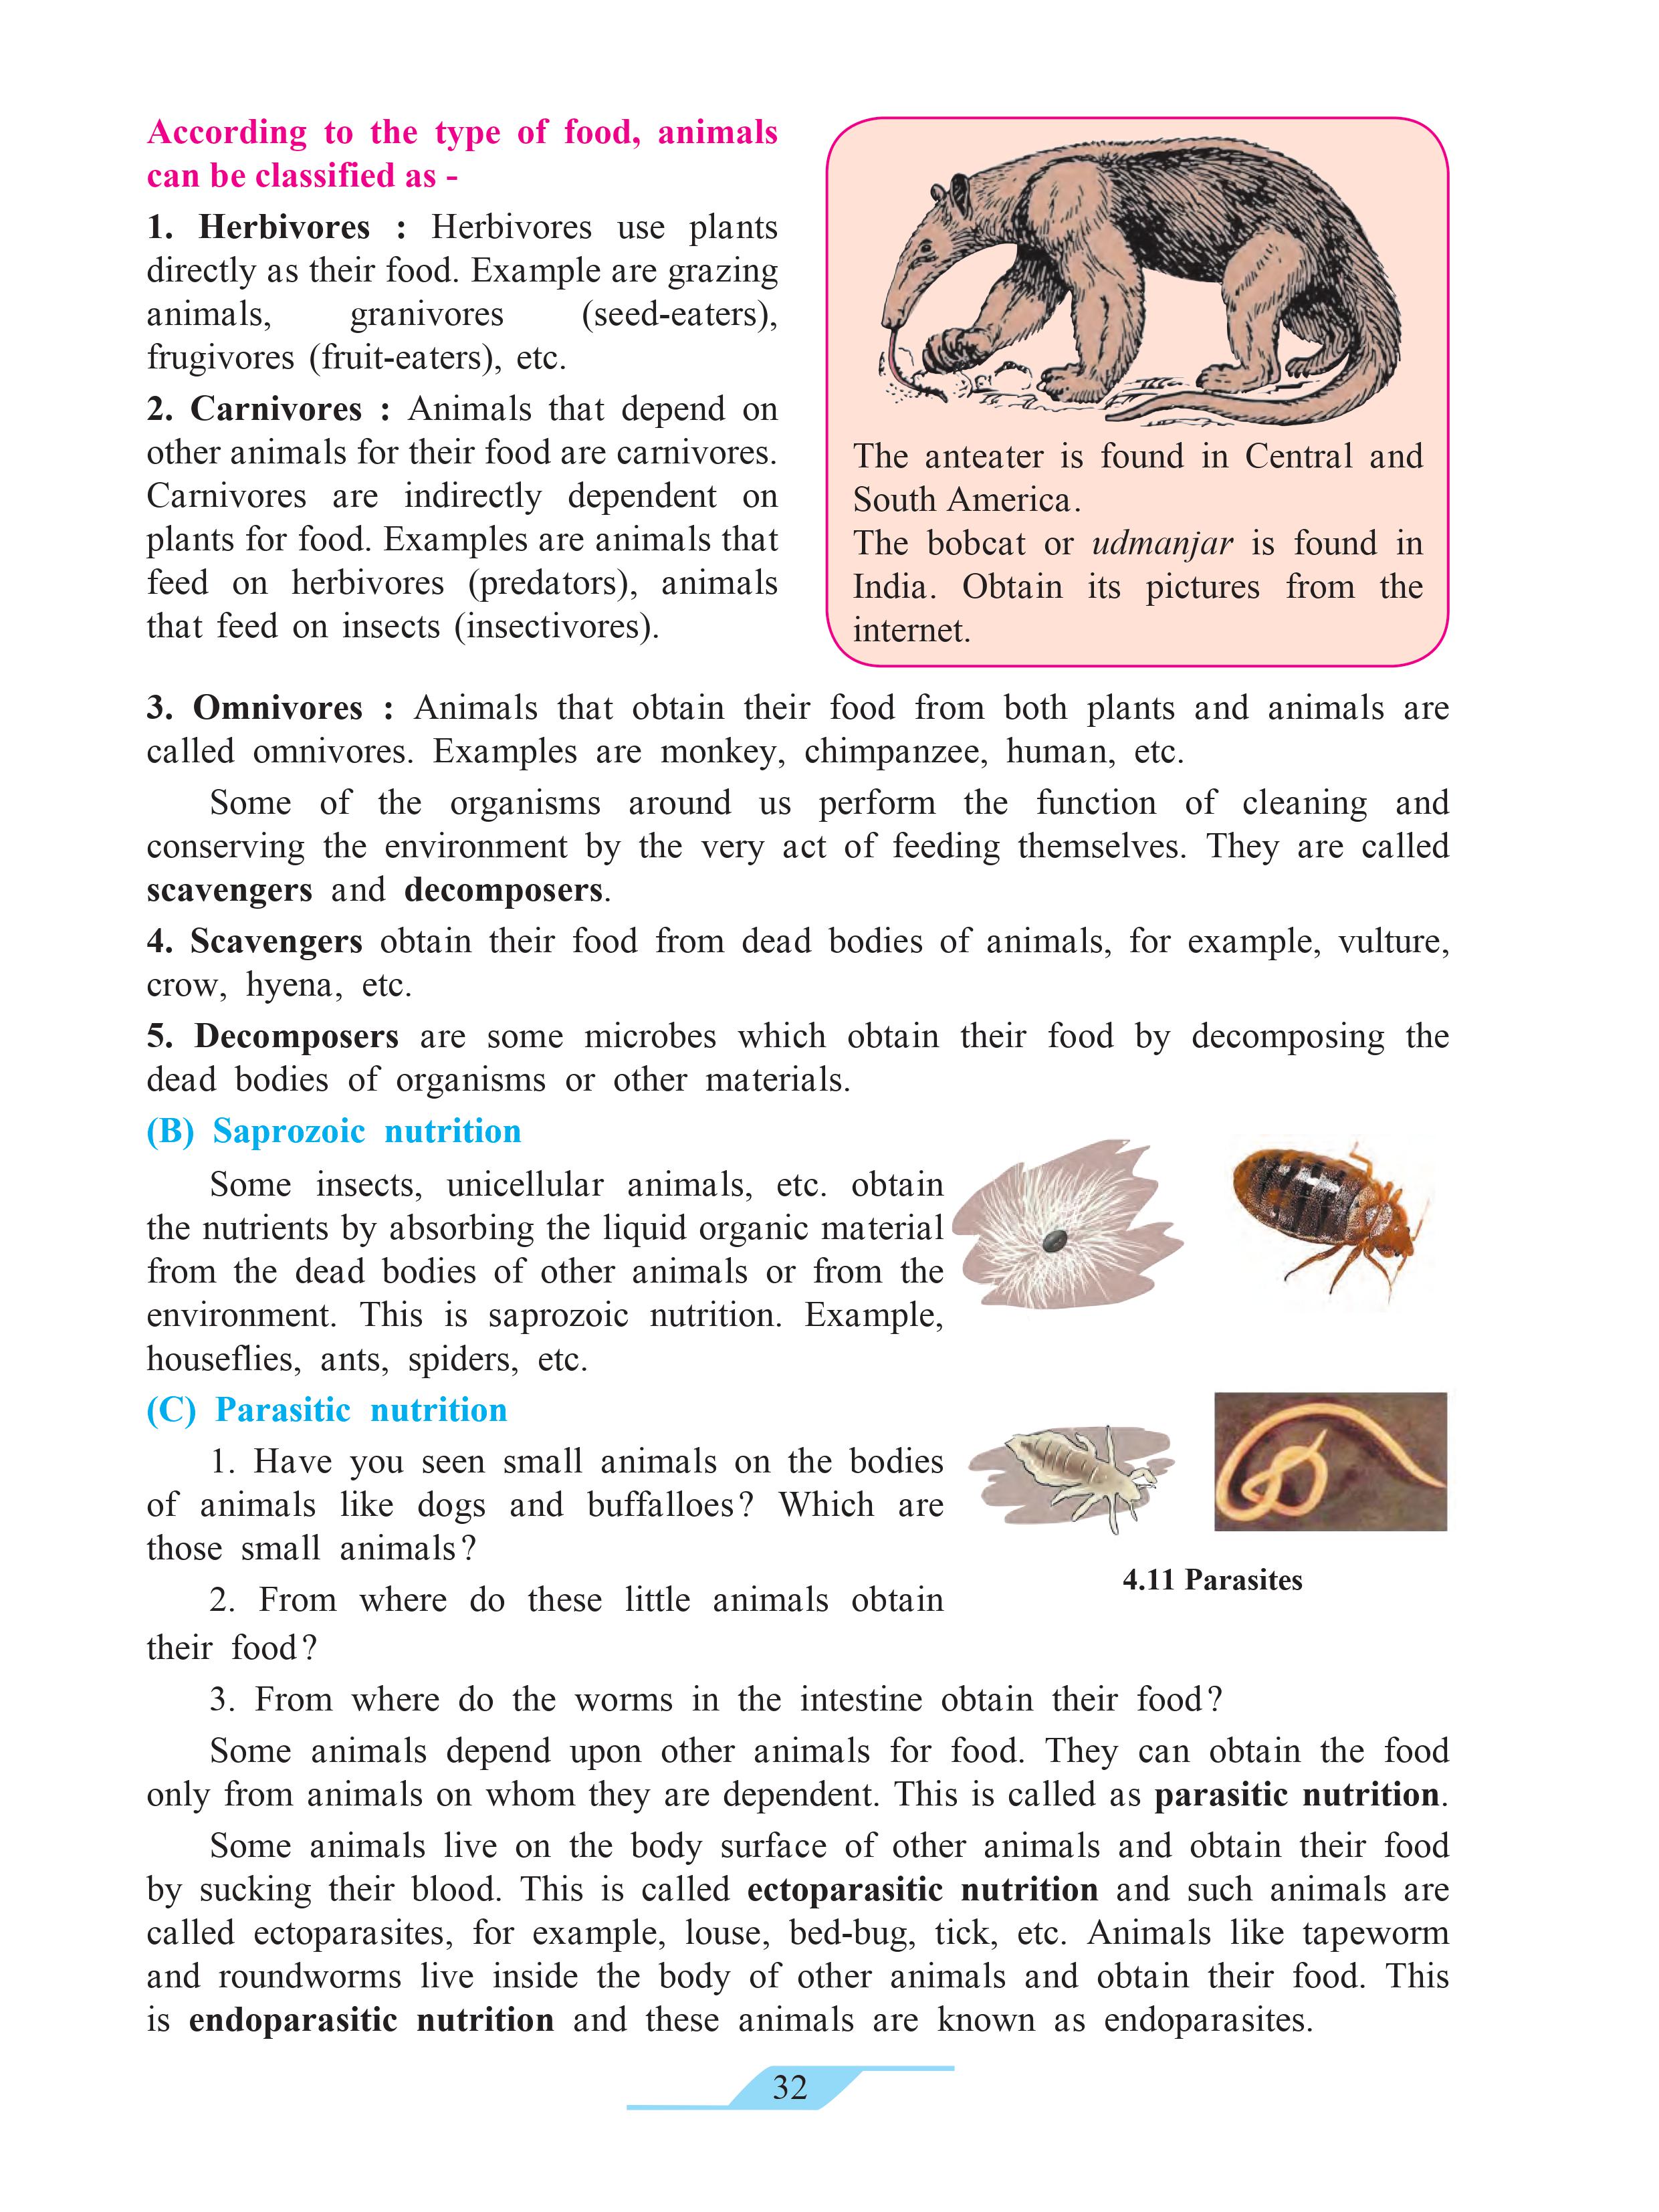 According to the type of food, animals
can be classified as -
1. Herbivores : Herbivores use plants
directly as their food. Example are grazing
animals, granivores (seed-eaters),
frugivores (fruit-eaters), etc.
2. Carnivores : Animals that depend on
other animals for their food are carnivores.
Carnivores are indirectly dependent on
plants for food. Examples are animals that
feed on herbivores (predators), animals
that feed on insects (insectivores).
The anteater is found in Central and
South America.
The bobcat or udmanjar is found in
India. Obtain its pictures from the
internet.
3. Omnivores : Animals that obtain their food from both plants and animals are
called omnivores. Examples are monkey, chimpanzee, human, etc.
Some of the organisms around us perform the function of cleaning and
conserving the environment by the very act of feeding themselves. They are called
scavengers and decomposers.
4. Scavengers obtain their food from dead bodies of animals, for example, vulture,
crow, hyena, etc.
5. Decomposers are some microbes which obtain their food by decomposing the
dead bodies of organisms or other materials.
(B) Saprozoic nutrition
Some insects, unicellular animals, etc. obtain
the nutrients by absorbing the liquid organic material
from the dead bodies of other animals or from the
environment. This is saprozoic nutrition. Example,
houseflies, ants, spiders, etc.
(C) Parasitic nutrition
1. Have you seen small animals on the bodies
of animals like dogs and buffalloes? Which are
those small animals?
2. From where do these little animals obtain
their food?
4.11 Parasites
3. From where do the worms in the intestine obtain their food?
Some animals depend upon other animals for food. They can obtain the food
only from animals on whom they are dependent. This is called as parasitic nutrition.
Some animals live on the body surface of other animals and obtain their food
by sucking their blood. This is called ectoparasitic nutrition and such animals are
called ectoparasites, for example, louse, bed-bug, tick, etc. Animals like tapeworm
and roundworms live inside the body of other animals and obtain their food. This
is endoparasitic nutrition and these animals are known as endoparasites.
32